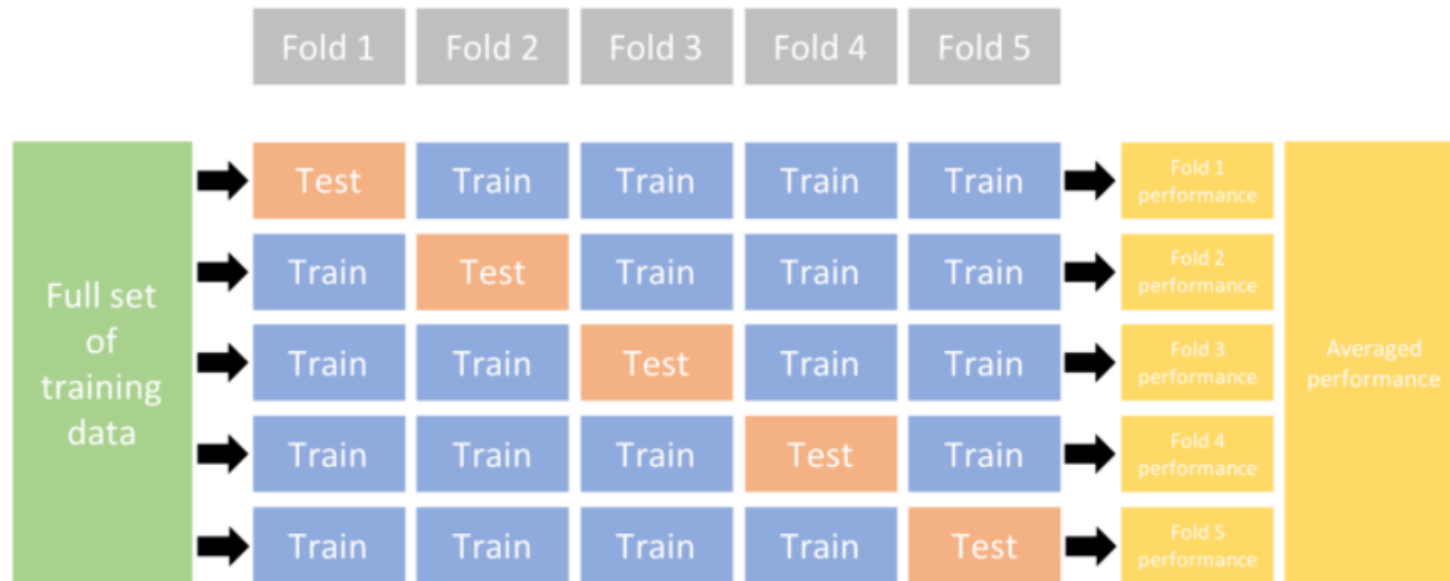 Fold 1 Fold 2 Fold 3 Fold 4 Fold 5
Full set
of
training
data
Test Train Train Train Train
Fold 1
performance
Train Test Train Train Train
Fold 2
performance
Train Train Test Train Train
Fold 3
performance
Train Train Train Test Train
Fold 4
performance
Train Train Train Train Test
Fold 5
performance
Averaged
performance